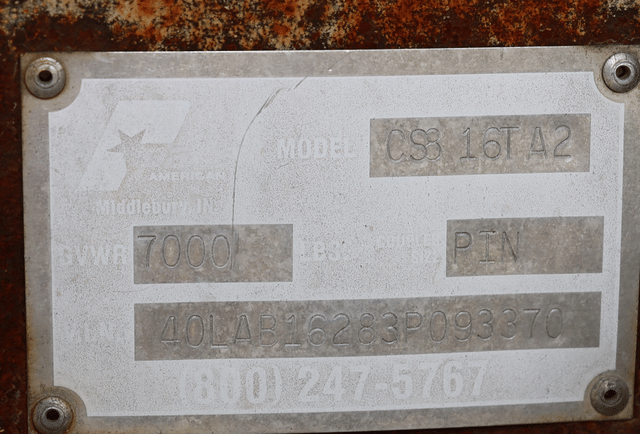 AMERICAN
Middlebury, IN
MODEL CS8 16TA2
GVWR 7000 LBS. PIN
40LAB16283P093370
(800) 247-5767